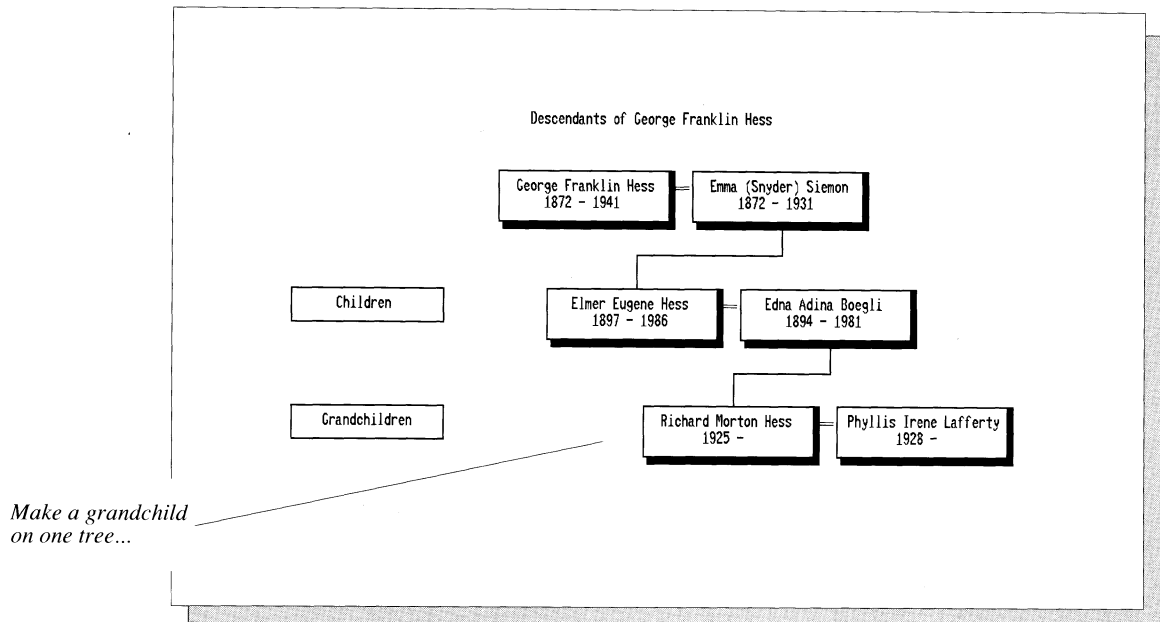 Descendants of George Franklin Hess
George Franklin Hess
1872 - 1941
Emma (Snyder) Siemon
1872 - 1931
Children
Elmer Eugene Hess
1897 - 1986
Edna Adina Boegli
1894 - 1981
Grandchildren
Richard Morton Hess
1925 -
Phyllis Irene Lafferty
1928 -
Make a grandchild
on one tree...